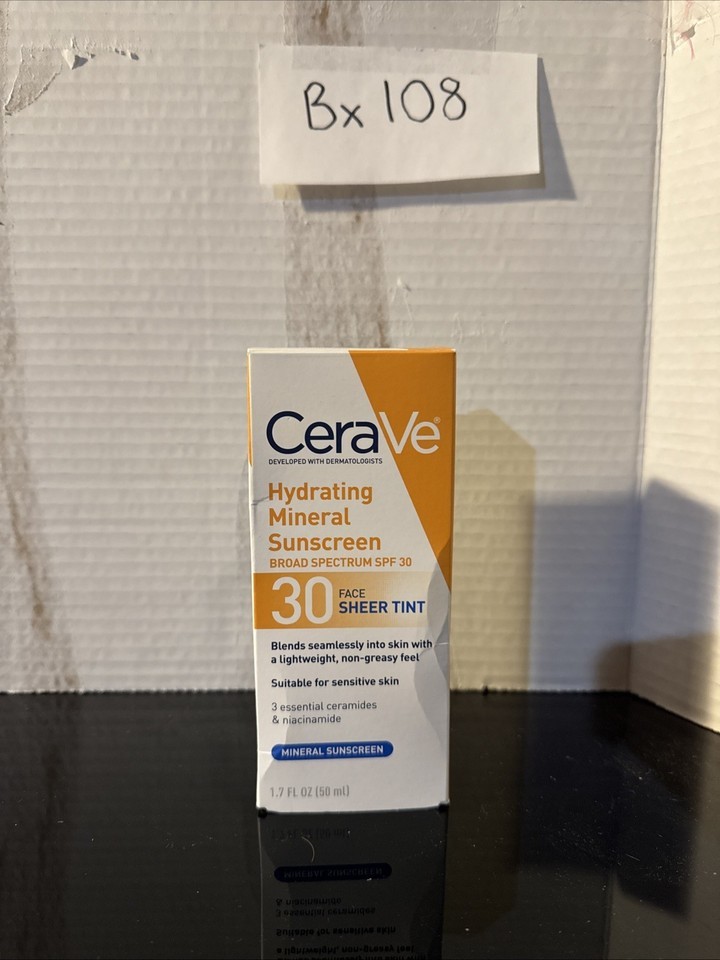 Bx 108
CeraVe®
DEVELOPED WITH DERMATOLOGISTS
Hydrating
Mineral
Sunscreen
BROAD SPECTRUM SPF 30
30 FACE
SHEER TINT
Blends seamlessly into skin with
a lightweight, non-greasy feel
Suitable for sensitive skin
3 essential ceramides
& niacinamide
MINERAL SUNSCREEN
1.7 FL OZ (50 ml)